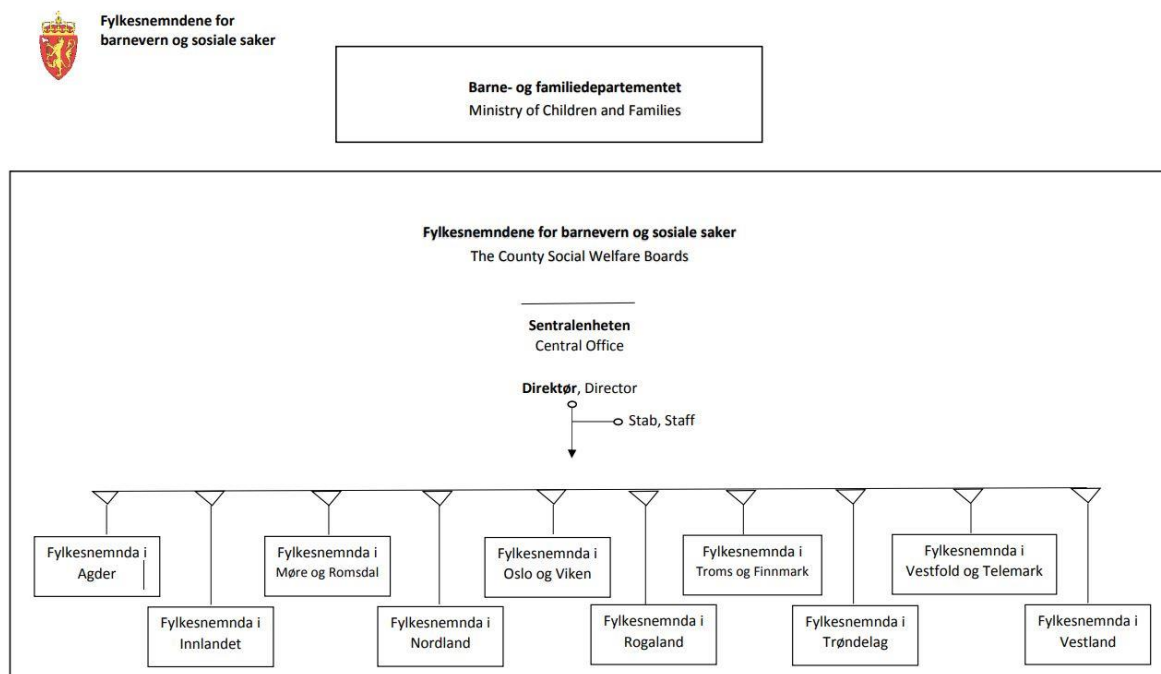 Fylkesnemndene for
barnevern og sosiale saker
Barne- og familiedepartementet
Ministry of Children and Families
Fylkesnemndene for barnevern og sosiale saker
The County Social Welfare Boards
Sentralenheten
Central Office
Direktør, Director
Stab, Staff
Fylkesnemnda i
Agder
Fylkesnemnda i
Møre og Romsdal
Fylkesnemnda i
Oslo og Viken
Fylkesnemnda i
Troms og Finnmark
Fylkesnemnda i
Vestfold og Telemark
Fylkesnemnda i
Innlandet
Fylkesnemnda i
Nordland
Fylkesnemnda i
Rogaland
Fylkesnemnda i
Trøndelag
Fylkesnemnda i
Vestland